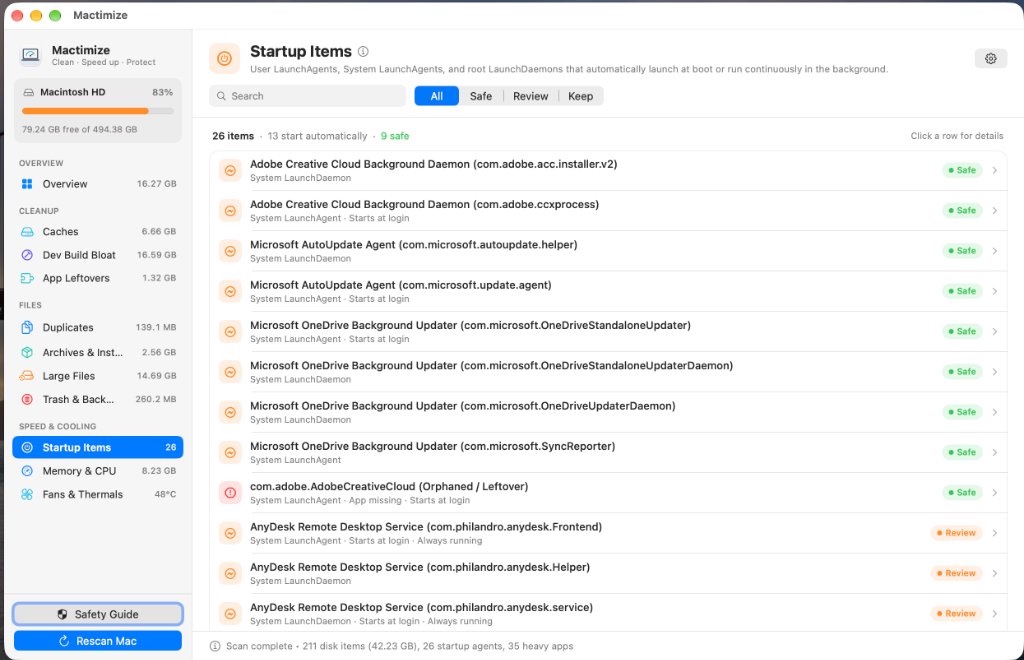 Mactimize
Mactimize
Clean · Speed up · Protect
Macintosh HD 83%
79.24 GB free of 494.38 GB
OVERVIEW
Overview 16.27 GB
CLEANUP
Caches 6.66 GB
Dev Build Bloat 16.59 GB
App Leftovers 1.32 GB
FILES
Duplicates 139.1 MB
Archives & Inst... 2.56 GB
Large Files 14.69 GB
Trash & Back... 260.2 MB
SPEED & COOLING
Startup Items 26
Memory & CPU 8.23 GB
Fans & Thermals 48°C
Safety Guide
Rescan Mac
Startup Items
User LaunchAgents, System LaunchAgents, and root LaunchDaemons that automatically launch at boot or run continuously in the background.
Search
All Safe Review Keep
26 items · 13 start automatically · 9 safe
Click a row for details
Adobe Creative Cloud Background Daemon (com.adobe.acc.installer.v2)
System LaunchDaemon
Safe
Adobe Creative Cloud Background Daemon (com.adobe.ccxprocess)
System LaunchAgent · Starts at login
Safe
Microsoft AutoUpdate Agent (com.microsoft.autoupdate.helper)
System LaunchDaemon
Safe
Microsoft AutoUpdate Agent (com.microsoft.update.agent)
System LaunchAgent · Starts at login
Safe
Microsoft OneDrive Background Updater (com.microsoft.OneDriveStandaloneUpdater)
System LaunchAgent · Starts at login
Safe
Microsoft OneDrive Background Updater (com.microsoft.OneDriveStandaloneUpdaterDaemon)
System LaunchDaemon
Safe
Microsoft OneDrive Background Updater (com.microsoft.OneDriveUpdaterDaemon)
System LaunchDaemon
Safe
Microsoft OneDrive Background Updater (com.microsoft.SyncReporter)
System LaunchAgent
Safe
com.adobe.AdobeCreativeCloud (Orphaned / Leftover)
System LaunchAgent · App missing · Starts at login
Safe
AnyDesk Remote Desktop Service (com.philandro.anydesk.Frontend)
System LaunchAgent · Starts at login · Always running
Review
AnyDesk Remote Desktop Service (com.philandro.anydesk.Helper)
System LaunchDaemon
Review
AnyDesk Remote Desktop Service (com.philandro.anydesk.service)
System LaunchDaemon · Starts at login · Always running
Review
Scan complete • 211 disk items (42.23 GB), 26 startup agents, 35 heavy apps